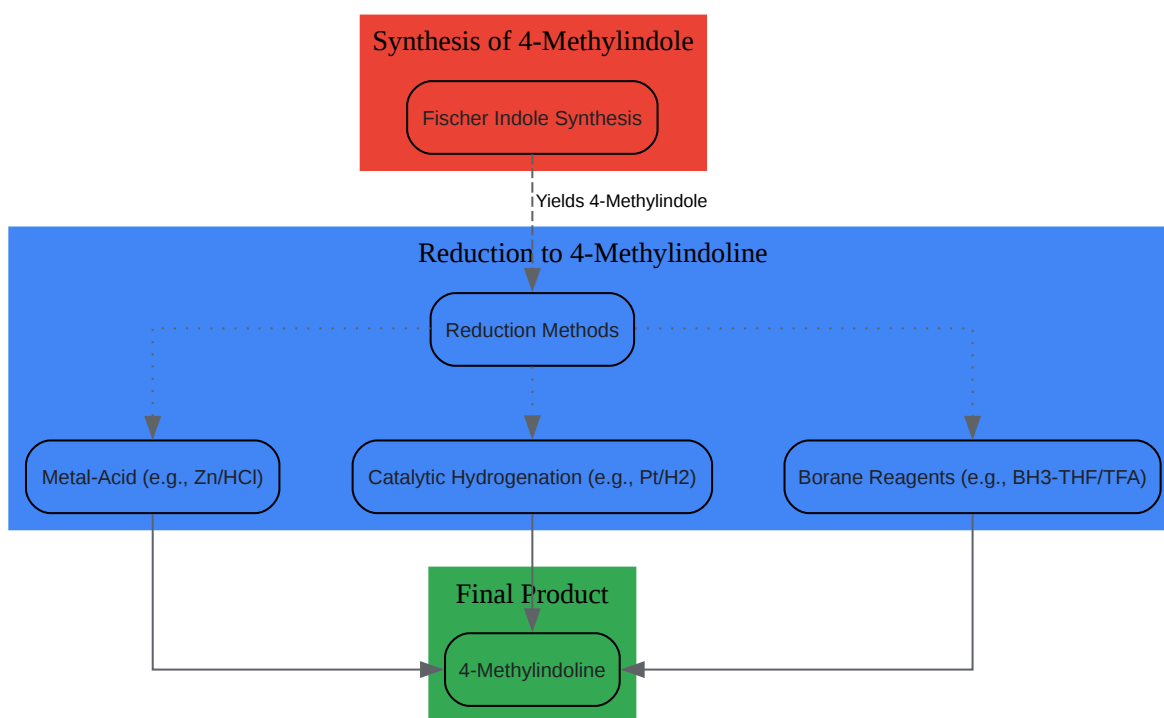 Synthesis of 4-Methylindole
Fischer Indole Synthesis
Yields 4-Methylindole
Reduction to 4-Methylindoline
Reduction Methods
Metal-Acid (e.g., Zn/HCl)
Catalytic Hydrogenation (e.g., Pt/H2)
Borane Reagents (e.g., BH3-THF/TFA)
Final Product
4-Methylindoline